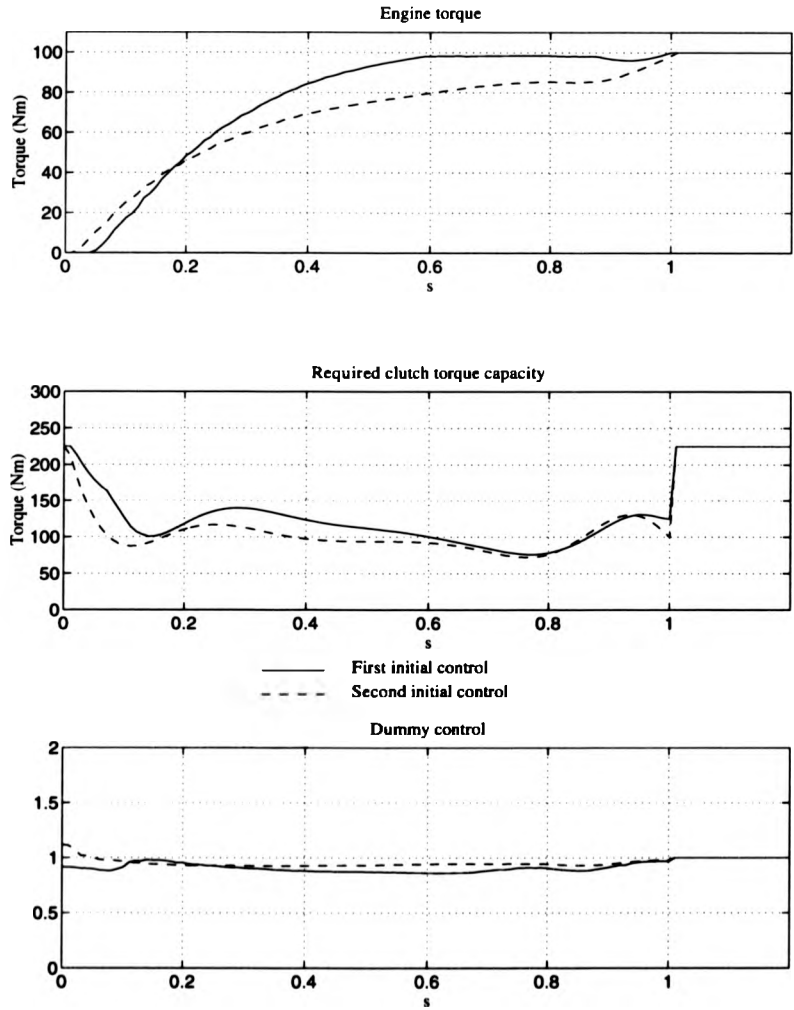 Engine torque
100
80
60
40
20
0
Torque (Nm)
0 0.2 0.4 0.6 0.8 1
s
Required clutch torque capacity
300
250
200
150
100
50
0
Torque (Nm)
0 0.2 0.4 0.6 0.8 1
s
First initial control
Second initial control
Dummy control
2
1.5
1
0.5
0
0 0.2 0.4 0.6 0.8 1
s